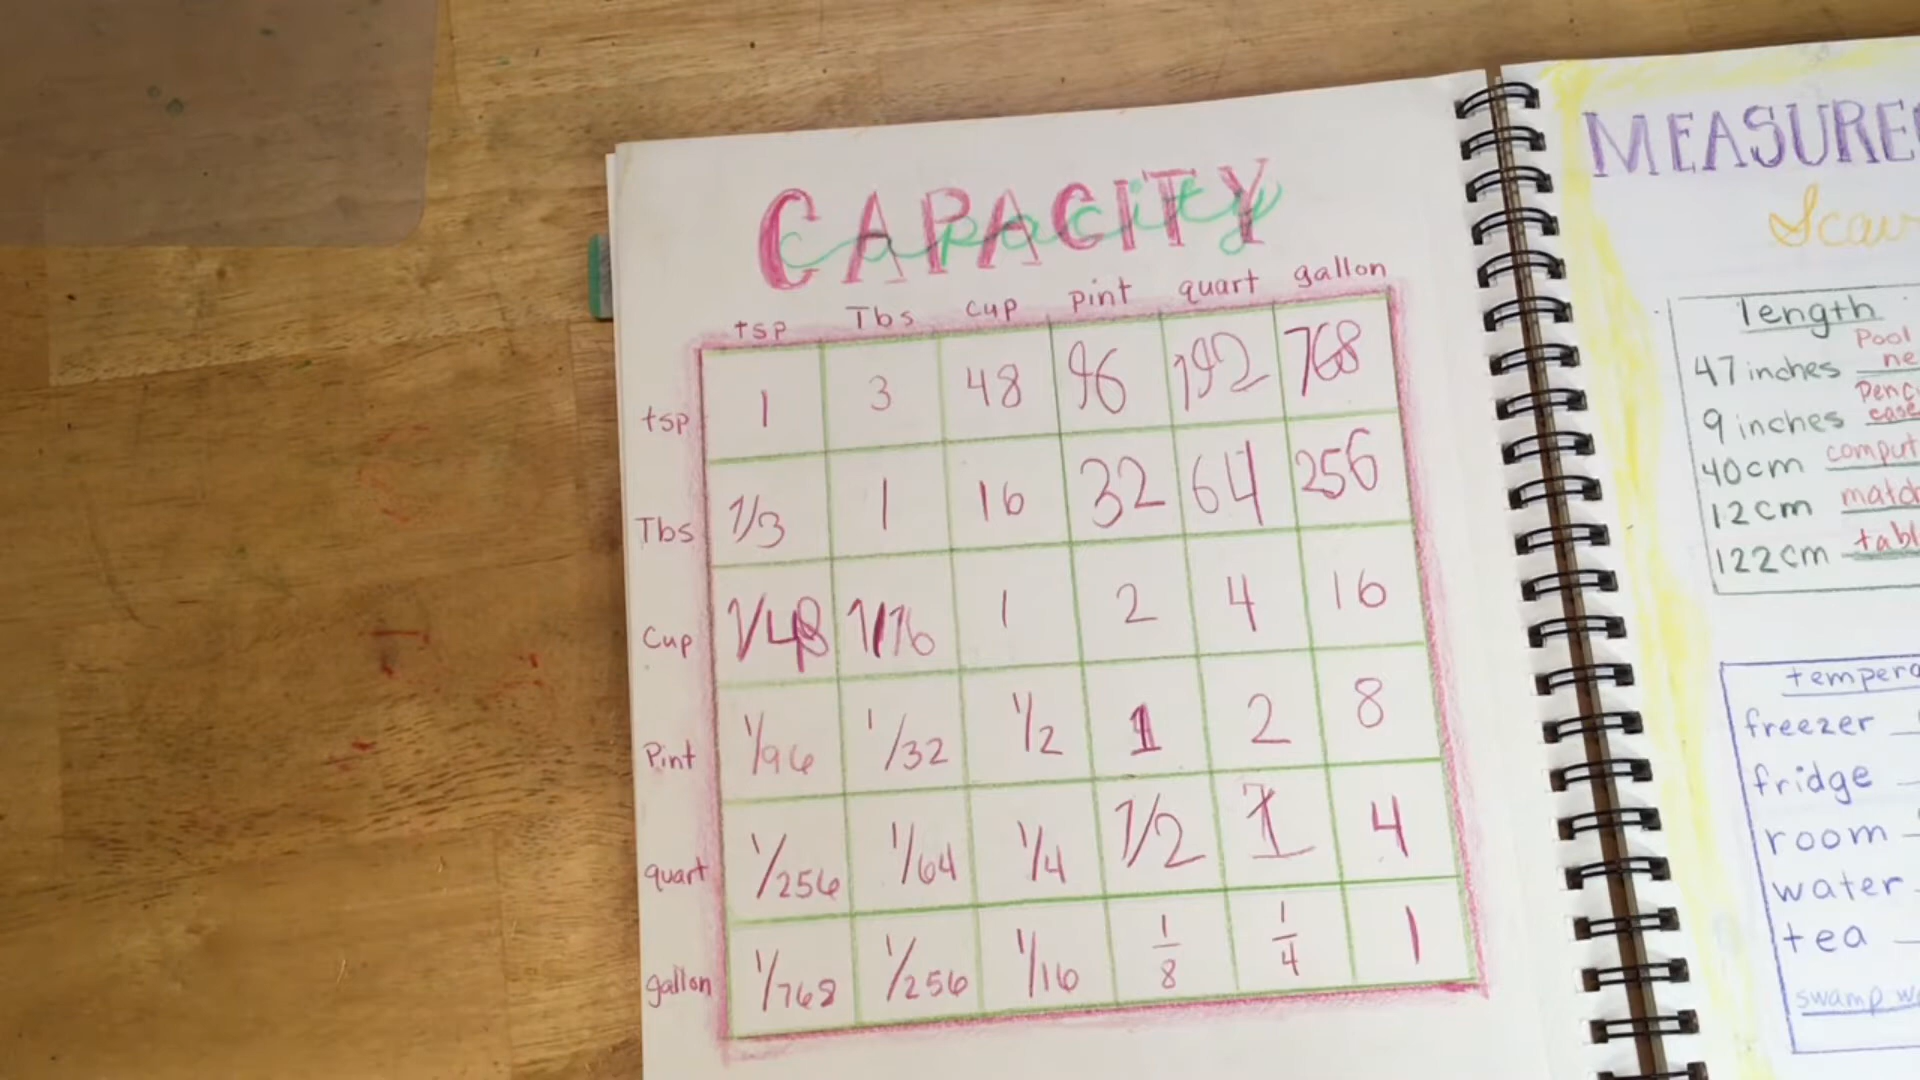 CAPACITY
capacity
tsp Tbs cup pint quart gallon
tsp 1 3 48 96 192 768
Tbs 1/3 1 16 32 64 256
Cup 1/48 1/16 1 2 4 16
Pint 1/96 1/32 1/2 1 2 8
quart 1/256 1/64 1/4 1/2 1 4
gallon 1/768 1/256 1/16 1/8 1/4 1
length
47 inches Pool
9 inches
40cm
12cm
122cm
freezer
fridge
room
water
tea
swamp